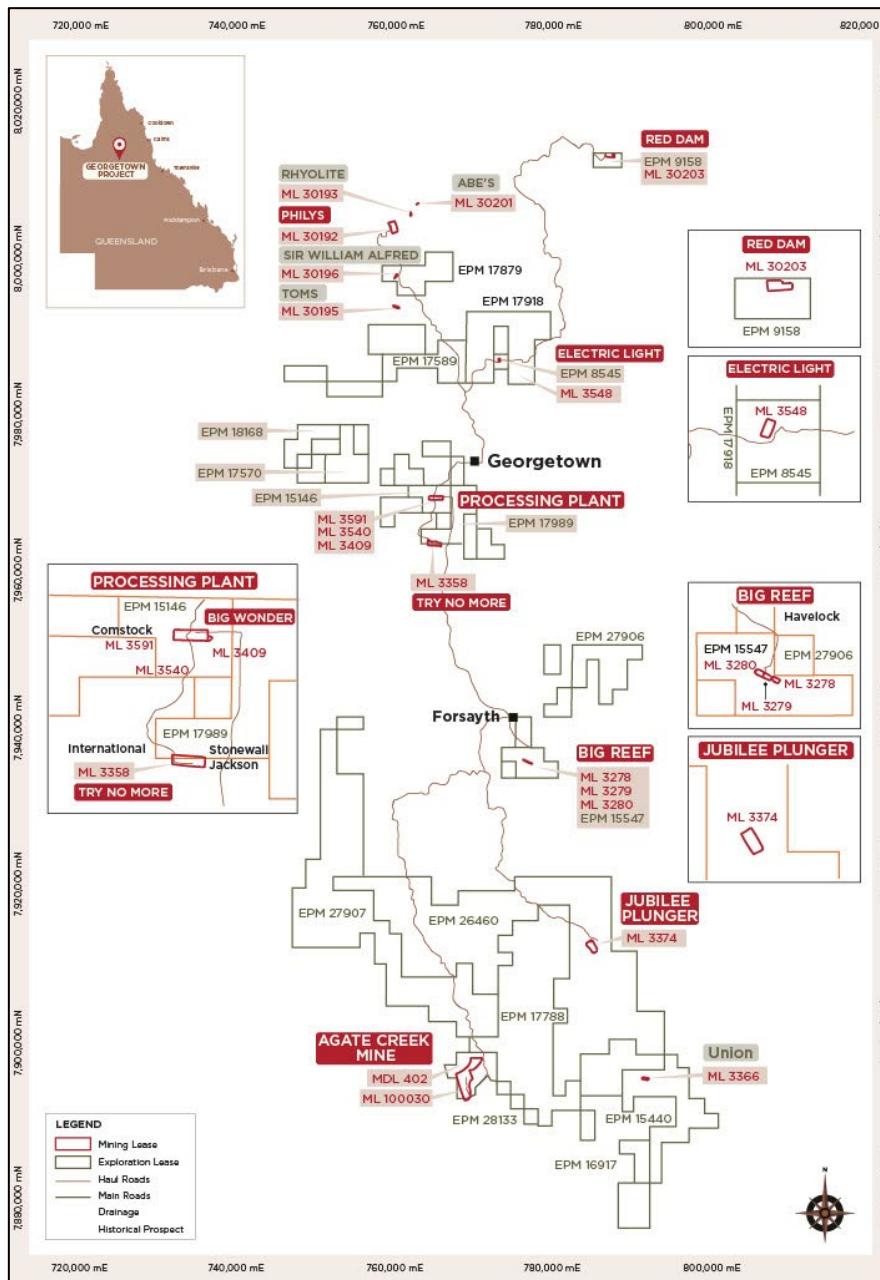 720,000 mE
740,000 mE
760,000 mE
780,000 mE
800,000 mE
820,00
8,020,000 mN
8,000,000 mN
7,980,000 mN
7,960,000 mN
7,940,000 mN
7,920,000 mN
7,900,000 mN
7,880,000 mN
Cooktown
Cairns
GEORGETOWN
PROJECT
Townsville
Rockhampton
QUEENSLAND
Brisbane
RED DAM
EPM 9158
ML 30203
RHYOLITE
ML 30193
ABE'S
ML 30201
PHILYS
ML 30192
SIR WILLIAM ALFRED
ML 30196
EPM 17879
TOMS
ML 30195
EPM 17918
EPM 17589
ELECTRIC LIGHT
EPM 8545
ML 3548
RED DAM
ML 30203
EPM 9158
ELECTRIC LIGHT
ML 3548
EPM 17918
EPM 8545
EPM 18168
EPM 17570
Georgetown
EPM 15146
PROCESSING PLANT
ML 3591
ML 3540
ML 3409
EPM 17989
ML 3358
TRY NO MORE
PROCESSING PLANT
EPM 15146
BIG WONDER
Comstock
ML 3591
ML 3409
ML 3540
EPM 17989
International
Stonewall
Jackson
ML 3358
TRY NO MORE
BIG REEF
Havelock
EPM 15547
EPM 27906
ML 3280
ML 3278
ML 3279
EPM 27906
Forsayth
BIG REEF
ML 3278
ML 3279
ML 3280
EPM 15547
JUBILEE PLUNGER
ML 3374
EPM 27907
EPM 26460
JUBILEE
PLUNGER
ML 3374
EPM 17788
AGATE CREEK
MINE
MDL 402
ML 100030
EPM 28133
Union
ML 3366
EPM 15440
EPM 16917
LEGEND
Mining Lease
Exploration Lease
Haul Roads
Main Roads
Drainage
Historical Prospect
N
720,000 mE
740,000 mE
760,000 mE
780,000 mE
800,000 mE